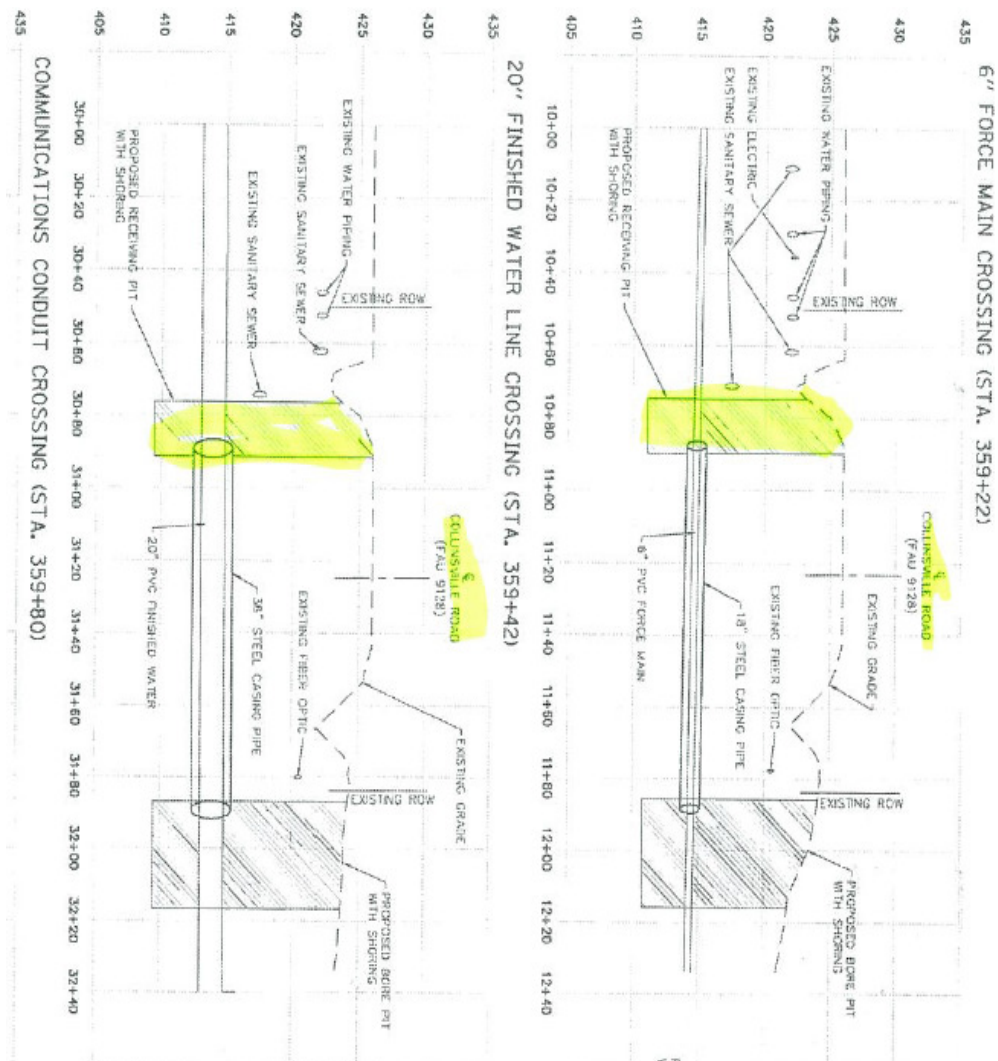 6" FORCE MAIN CROSSING (STA. 359+22)
435
430
COLLINSVILLE ROAD
(FAU 9128)
EXISTING GRADE
425
EXISTING WATER PIPING
EXISTING ROW
EXISTING ROW
PROPOSED BORE PIT
WITH SHORING
420
EXISTING ELECTRIC
EXISTING SANITARY SEWER
EXISTING FIBER OPTIC
415
18" STEEL CASING PIPE
410
PROPOSED RECEIVING PIT
WITH SHORING
6" PVC FORCE MAIN
405
10+00 10+20 10+40 10+60 10+80 11+00 11+20 11+40 11+60 11+80 12+00 12+20 12+40
20" FINISHED WATER LINE CROSSING (STA. 359+42)
435
430
COLLINSVILLE ROAD
(FAU 9128)
EXISTING GRADE
425
EXISTING WATER PIPING
EXISTING ROW
EXISTING ROW
PROPOSED BORE PIT
WITH SHORING
420
EXISTING SANITARY SEWER
EXISTING SANITARY SEWER
EXISTING FIBER OPTIC
415
STEEL CASING PIPE
410
PROPOSED RECEIVING PIT
WITH SHORING
20" PVC FINISHED WATER
405
30+00 30+20 30+40 30+60 30+80 31+00 31+20 31+40 31+60 31+80 32+00 32+20 32+40
COMMUNICATIONS CONDUIT CROSSING (STA. 359+80)
435